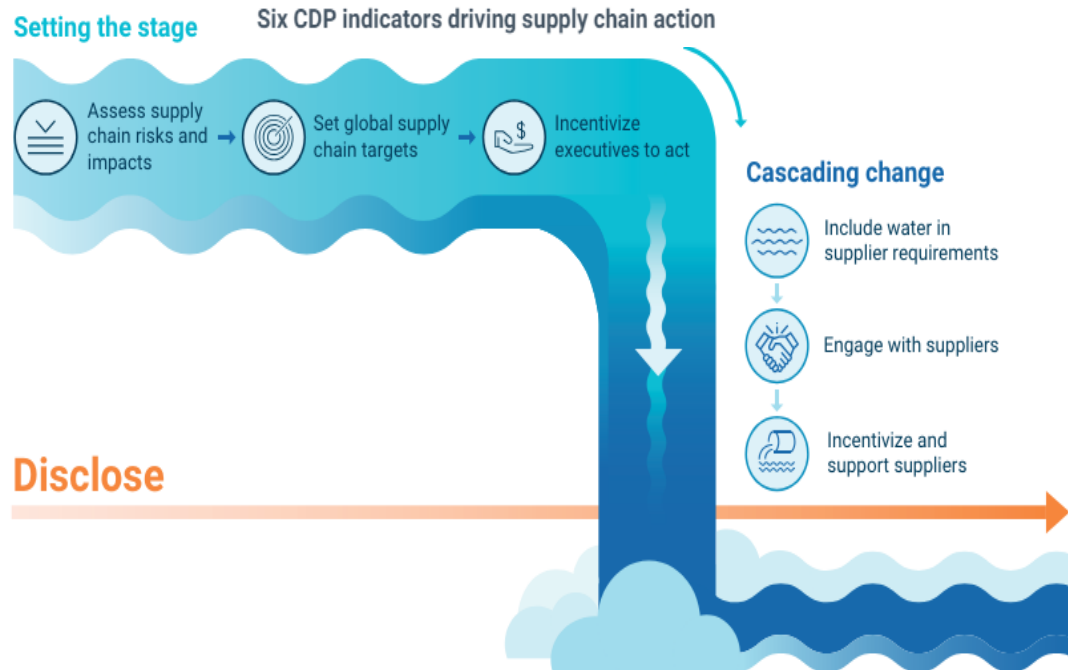 Setting the stage
Six CDP indicators driving supply chain action
Assess supply
chain risks and
impacts
Set global supply
chain targets
$
Incentivize
executives to act
Cascading change
Include water in
supplier requirements
Engage with suppliers
Incentivize and
support suppliers
Disclose